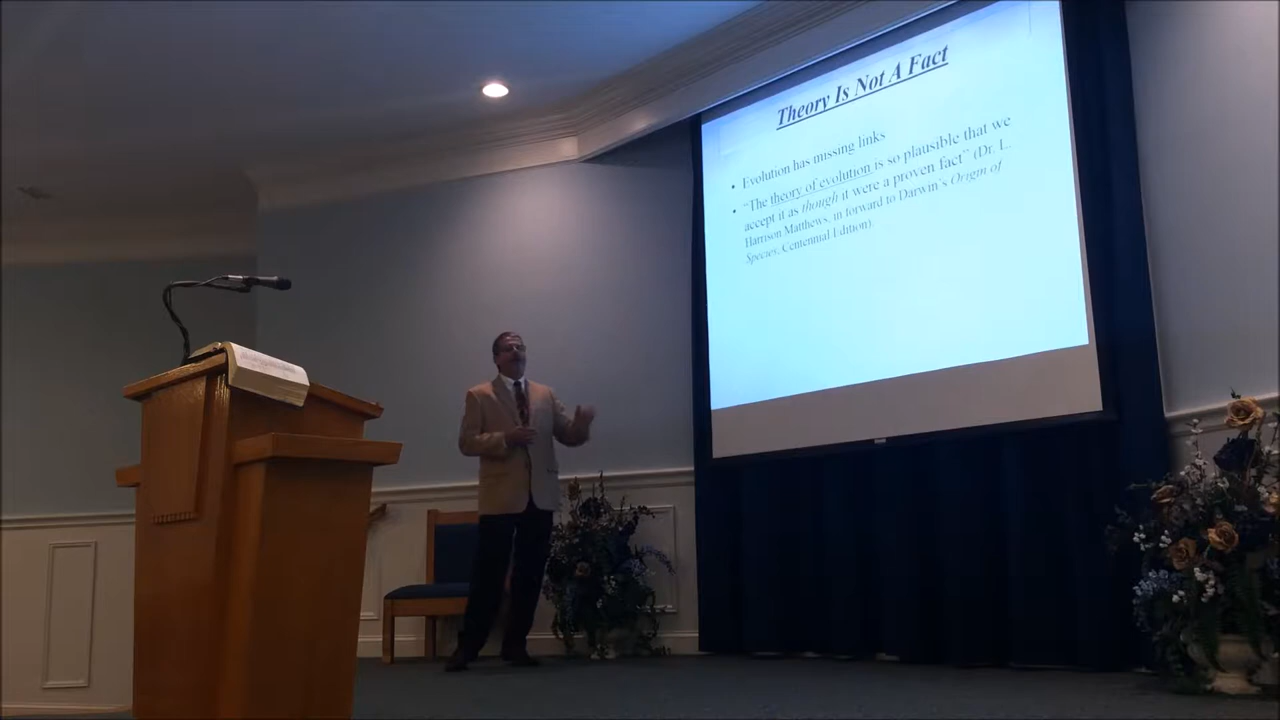 Theory Is Not A Fact
• Evolution has missing links
• "The theory of evolution is so plausible that we
accept it as though it were a proven fact" (Dr. L.
Harrison Matthews, in forward to Darwin's Origin of
Species, Centennial Edition).